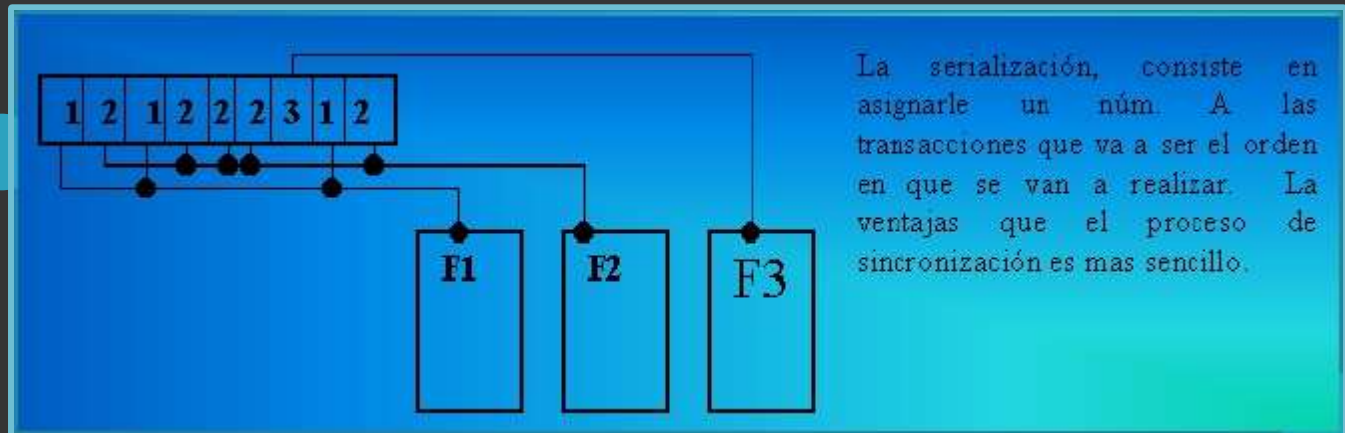 1 2 1 2 2 2 3 1 2
F1 F2 F3
La serialización, consiste en
asignarle un núm. A las
transacciones que va a ser el orden
en que se van a realizar. La
ventajas que el proceso de
sincronización es mas sencillo.